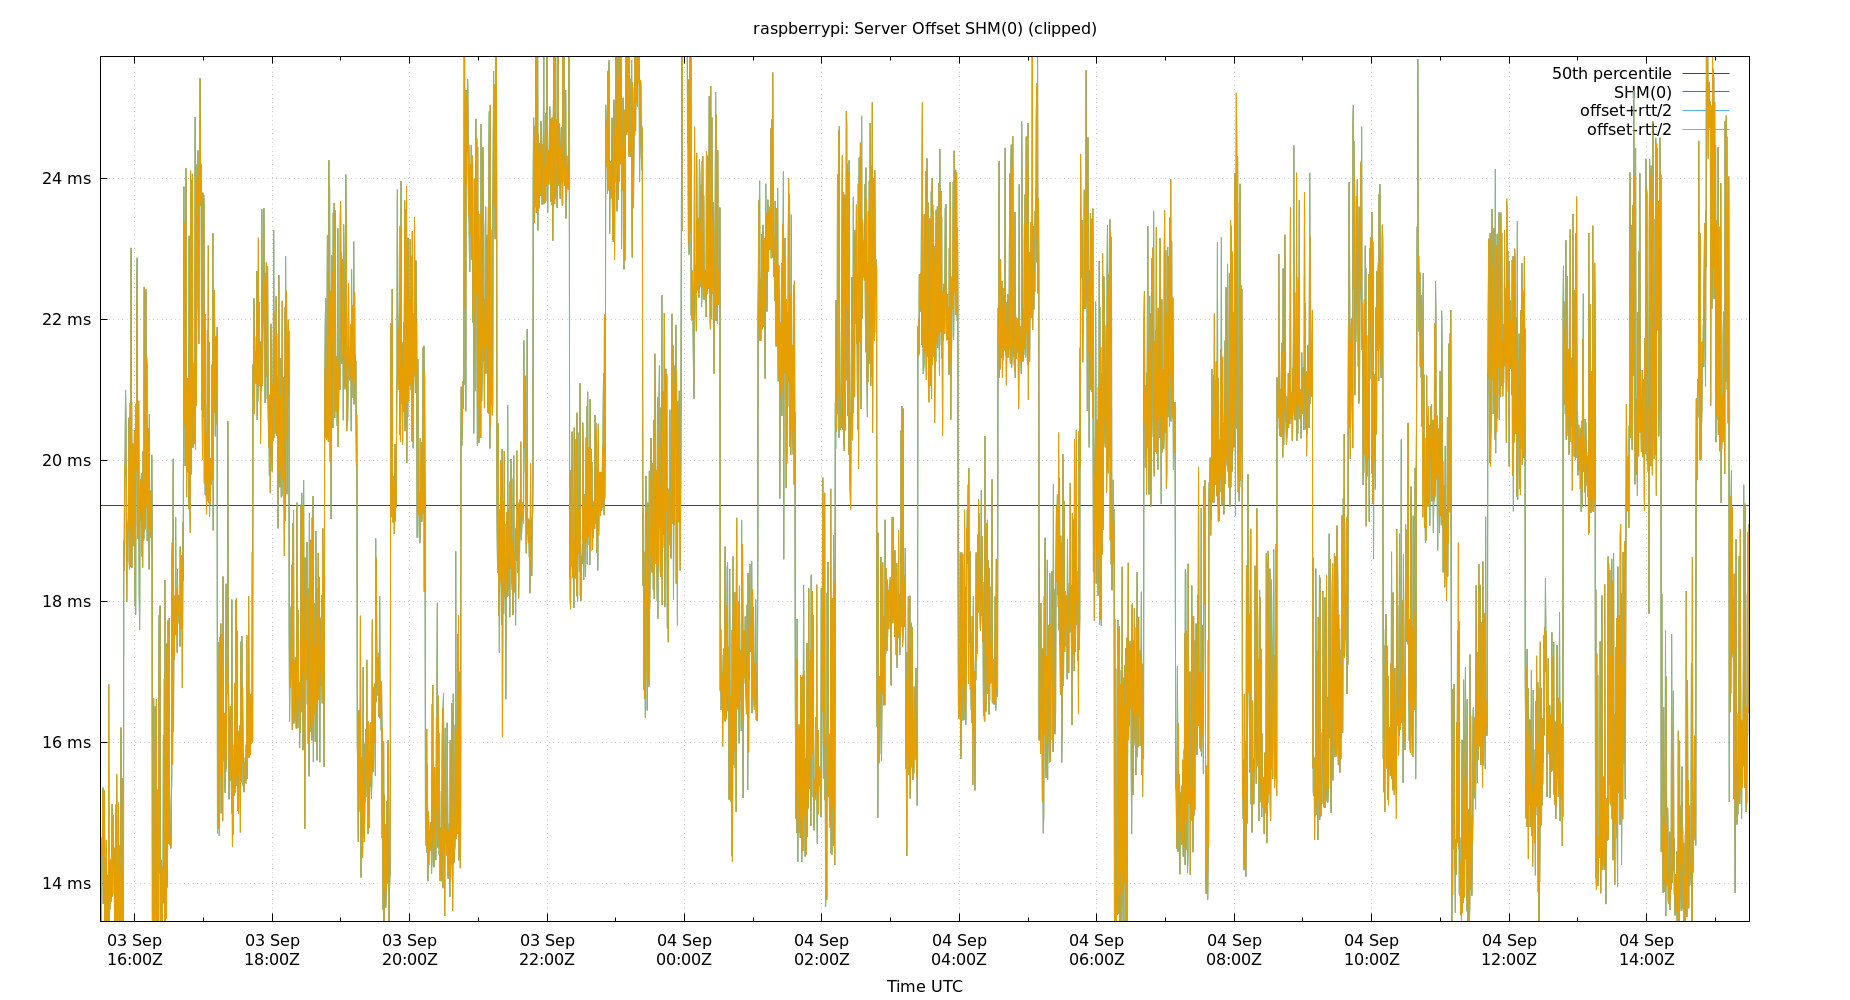 raspberrypi: Server Offset SHM(0) (clipped)
50th percentile
SHM(0)
offset+rtt/2
offset-rtt/2
24 ms
22 ms
20 ms
18 ms
16 ms
14 ms
03 Sep 03 Sep 03 Sep 03 Sep 04 Sep 04 Sep 04 Sep 04 Sep 04 Sep 04 Sep 04 Sep 04 Sep
16:00Z 18:00Z 20:00Z 22:00Z 00:00Z 02:00Z 04:00Z 06:00Z 08:00Z 10:00Z 12:00Z 14:00Z
Time UTC